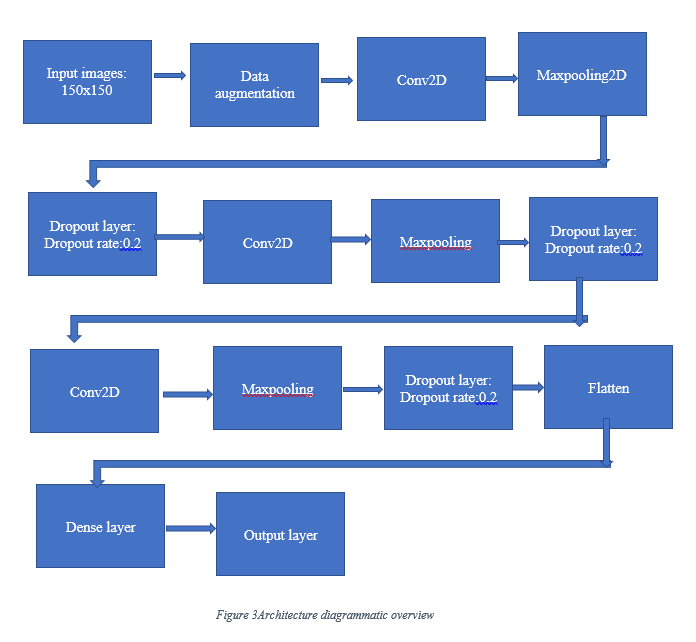 Input images:
150x150
Data
augmentation
Conv2D
Maxpooling2D
Dropout layer:
Dropout rate:0.2
Conv2D
Maxpooling
Dropout layer:
Dropout rate:0.2
Conv2D
Maxpooling
Dropout layer:
Dropout rate:0.2
Flatten
Dense layer
Output layer
Figure 3Architecture diagrammatic overview